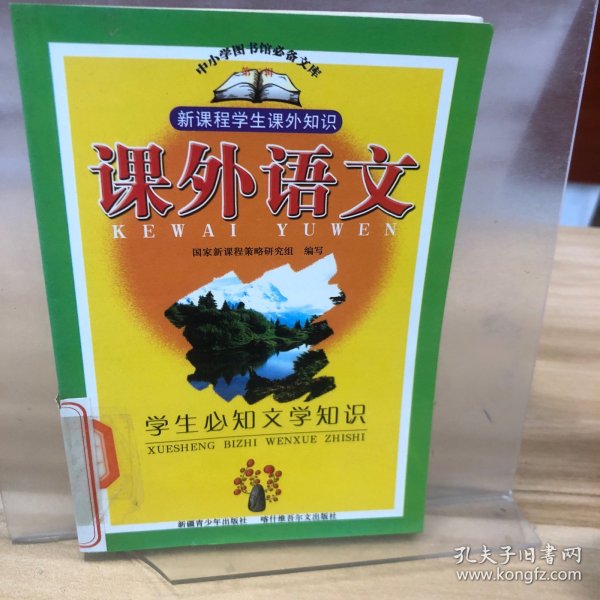 中小学图书馆必备文库
第一辑
新课程学生课外知识
课外语文
KEWAI YUWEN
国家新课程策略研究组 编写
学生必知文学知识
XUESHENG BIZHI WENXUE ZHISHI
新疆青少年出版社 喀什维吾尔文出版社
孔夫子旧书网
www.kongfz.com